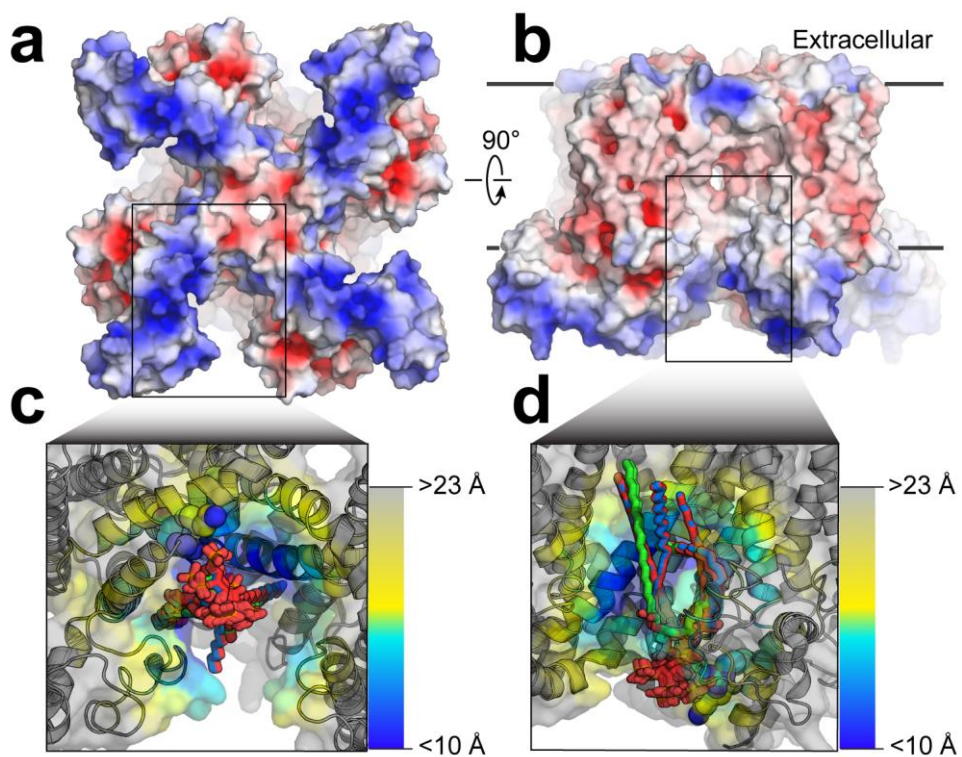 a
b
Extracellular
90°
c
d
>23 Å
>23 Å
<10 Å
<10 Å